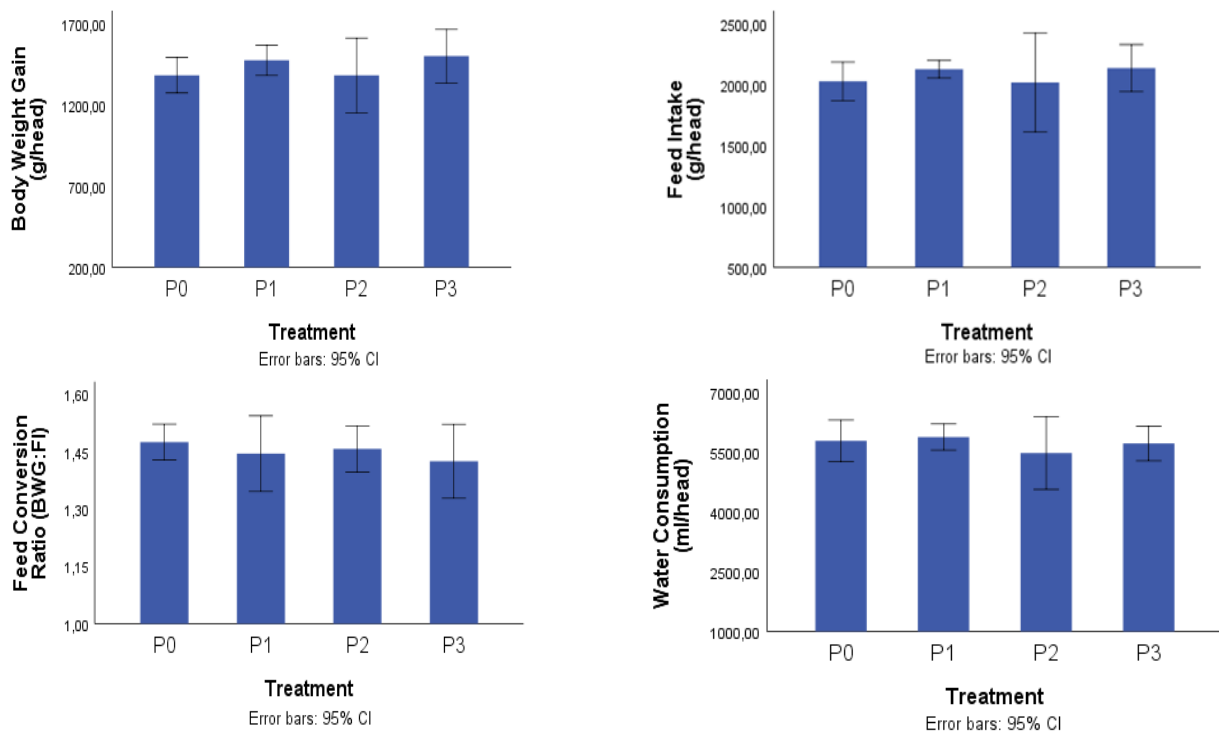 Body Weight Gain
(g/head)
1700,00
1200,00
700,00
200,00
P0 P1 P2 P3
Treatment
Error bars: 95% CI
Feed Intake
(g/head)
2500,00
2000,00
1500,00
1000,00
500,00
P0 P1 P2 P3
Treatment
Error bars: 95% CI
Feed Conversion
Ratio (BWG:FI)
1,60
1,45
1,30
1,15
1,00
P0 P1 P2 P3
Treatment
Error bars: 95% CI
Water Consumption
(ml/head)
7000,00
5500,00
4000,00
2500,00
1000,00
P0 P1 P2 P3
Treatment
Error bars: 95% CI